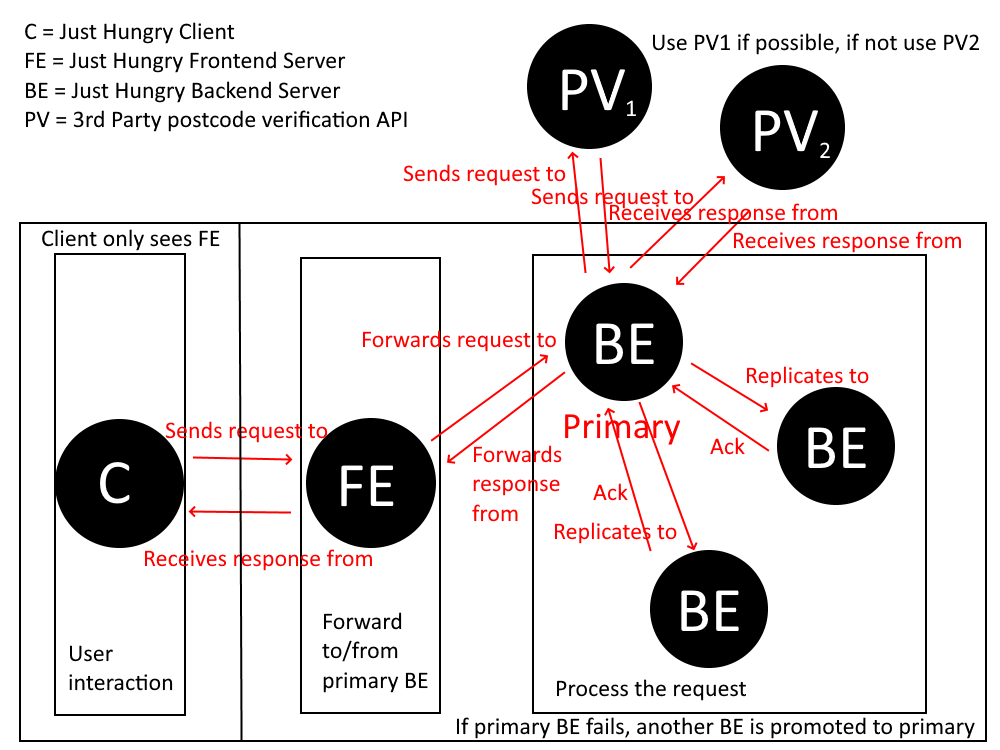 C = Just Hungry Client
FE = Just Hungry Frontend Server
BE = Just Hungry Backend Server
PV = 3rd Party postcode verification API
PV1
Use PV1 if possible, if not use PV2
PV2
Sends request to
Sends request to
Receives response from
Receives response from
Client only sees FE
BE
Primary
Forwards request to
Replicates to
Ack
BE
Sends request to
C
FE
Receives response from
Forwards
response
from
Ack
Replicates to
BE
User
interaction
Forward
to/from
primary BE
Process the request
If primary BE fails, another BE is promoted to primary